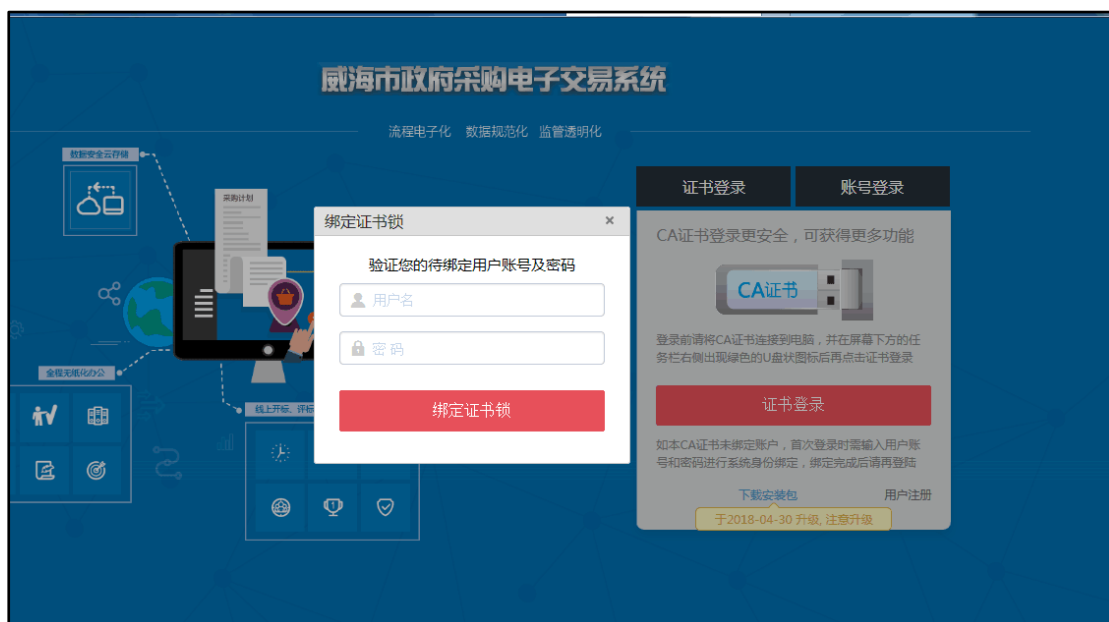 威海市政府采购电子交易系统
流程电子化 数据规范化 监管透明化
数据安全云存储
采购计划
全程无纸化办公
线上开标、评标
绑定证书锁 ×
验证您的待绑定用户账号及密码
用户名
密 码
绑定证书锁
证书登录 账号登录
CA证书登录更安全，可获得更多功能
CA证书
登录前请将CA证书连接到电脑，并在屏幕下方的任
务栏右侧出现绿色的U盘状图标后再点击证书登录
证书登录
如本CA证书未绑定账户，首次登录时需输入用户账
号和密码进行系统身份绑定，绑定完成后请再登陆
下载安装包 用户注册
于2018-04-30 升级, 注意升级